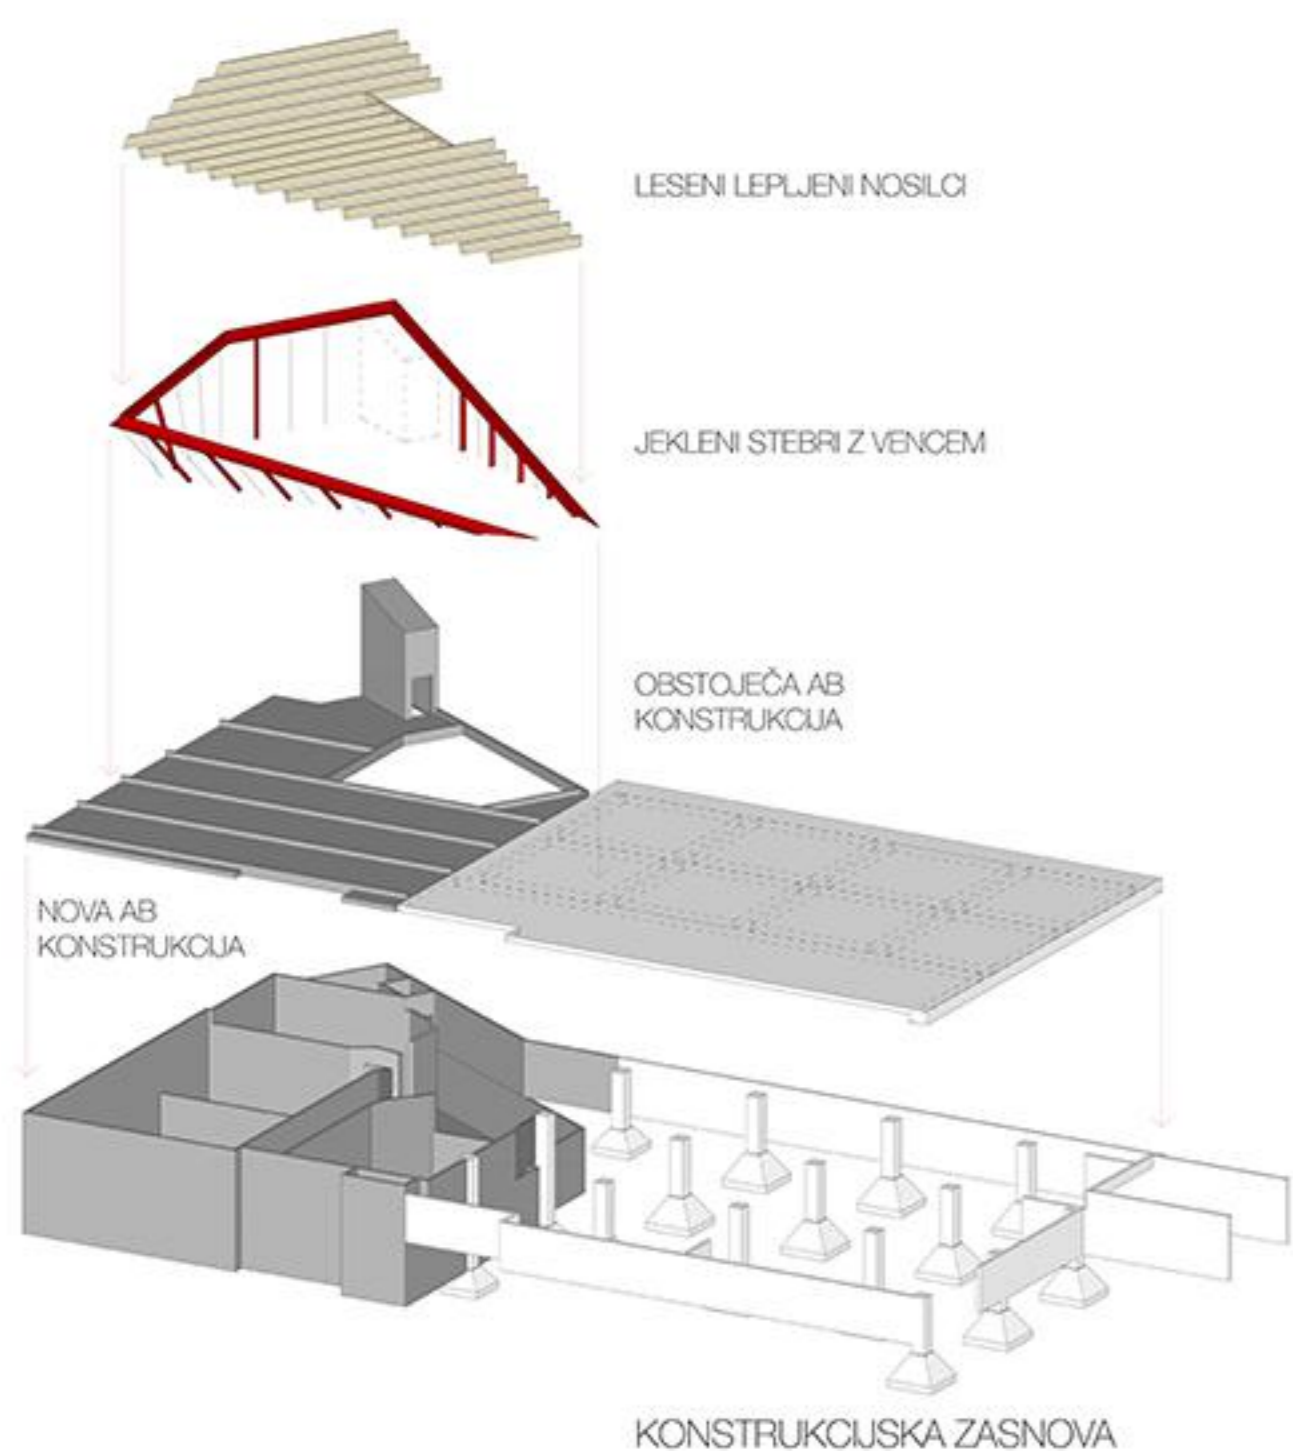 LESENI LEPLJENI NOSILCI
JEKLENI STEBRI Z VENCEM
OBSTOJEČA AB
KONSTRUKCIJA
NOVA AB
KONSTRUKCIJA
KONSTRUKCIJSKA ZASNOVA